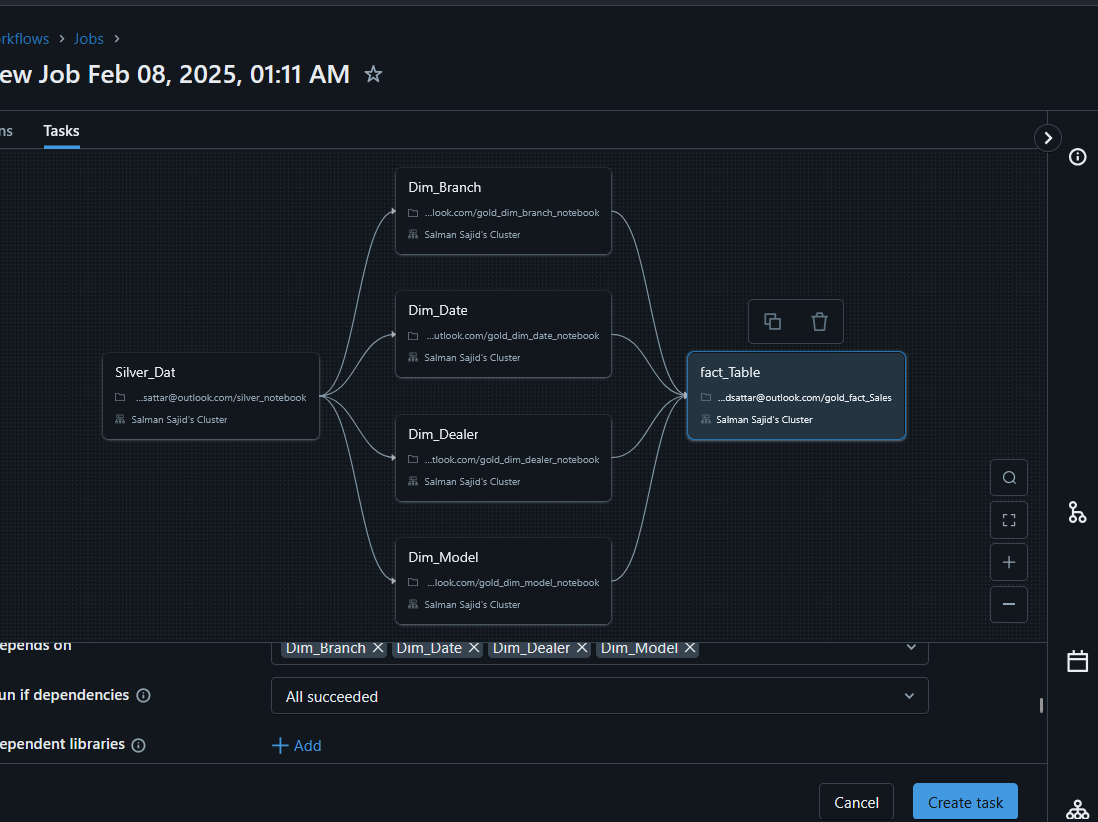 rkflows > Jobs >
ew Job Feb 08, 2025, 01:11 AM
ns Tasks
Dim_Branch
...look.com/gold_dim_branch_notebook
Salman Sajid's Cluster
Dim_Date
...utlook.com/gold_dim_date_notebook
Salman Sajid's Cluster
Silver_Dat
...sattar@outlook.com/silver_notebook
Salman Sajid's Cluster
fact_Table
...dsattar@outlook.com/gold_fact_Sales
Salman Sajid's Cluster
Dim_Dealer
...tlook.com/gold_dim_dealer_notebook
Salman Sajid's Cluster
Dim_Model
...look.com/gold_dim_model_notebook
Salman Sajid's Cluster
epends on Dim_Branch Dim_Date Dim_Dealer Dim_Model
un if dependencies All succeeded
ependent libraries + Add
Cancel Create task